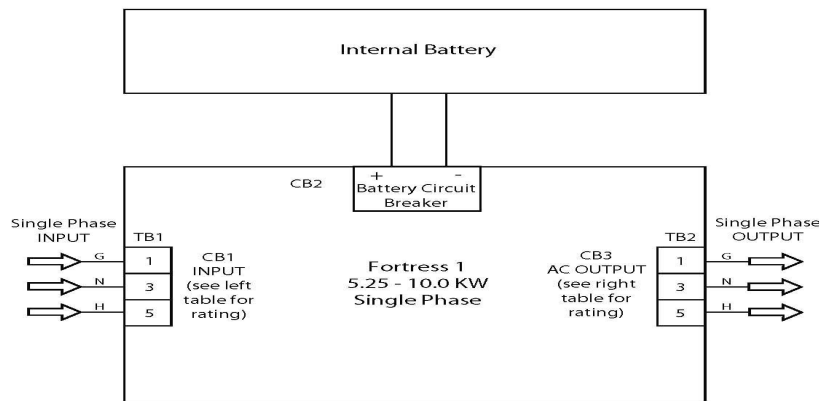 Internal Battery
+ -
CB2
Battery Circuit
Breaker
Single Phase
INPUT
TB1
G
1
N
3
H
5
CB1
INPUT
(see left
table for
rating)
Fortress 1
5.25 - 10.0 KW
Single Phase
CB3
AC OUTPUT
(see right
table for
rating)
TB2
1
G
3
N
5
H
Single Phase
OUTPUT